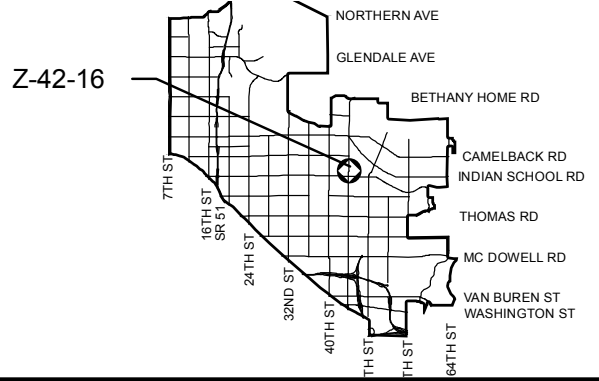 NORTHERN AVE
GLENDALE AVE
Z-42-16
BETHANY HOME RD
CAMELBACK RD
INDIAN SCHOOL RD
THOMAS RD
MC DOWELL RD
VAN BUREN ST
WASHINGTON ST
7TH ST
16TH ST
SR 51
24TH ST
32ND ST
40TH ST
TH ST
TH ST
64TH ST